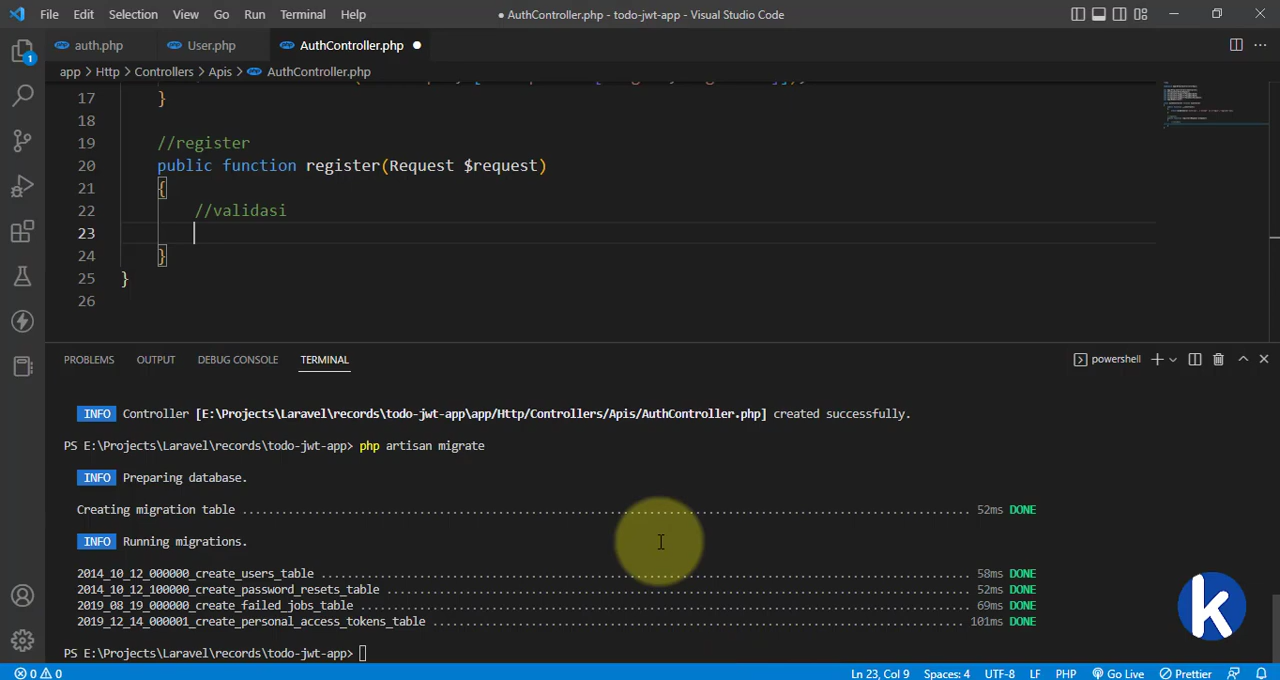 File Edit Selection View Go Run Terminal Help
● AuthController.php - todo-jwt-app - Visual Studio Code
auth.php User.php AuthController.php ●
app > Http > Controllers > Apis > AuthController.php
17 }
18
19 //register
20 public function register(Request $request)
21 {
22 //validasi
23
24 }
25 }
26
1
PROBLEMS OUTPUT DEBUG CONSOLE TERMINAL
powershell
INFO Controller [E:\Projects\Laravel\records\todo-jwt-app\app/Http/Controllers/Apis/AuthController.php] created successfully.
PS E:\Projects\Laravel\records\todo-jwt-app> php artisan migrate
INFO Preparing database.
Creating migration table ................................................................ 52ms DONE
INFO Running migrations.
2014_10_12_000000_create_users_table ................................................................ 58ms DONE
2014_10_12_100000_create_password_resets_table ................................................................ 52ms DONE
2019_08_19_000000_create_failed_jobs_table ................................................................ 69ms DONE
2019_12_14_000001_create_personal_access_tokens_table ................................................................ 101ms DONE
PS E:\Projects\Laravel\records\todo-jwt-app>
k
0 0 Ln 23, Col 9 Spaces: 4 UTF-8 LF PHP Go Live Prettier